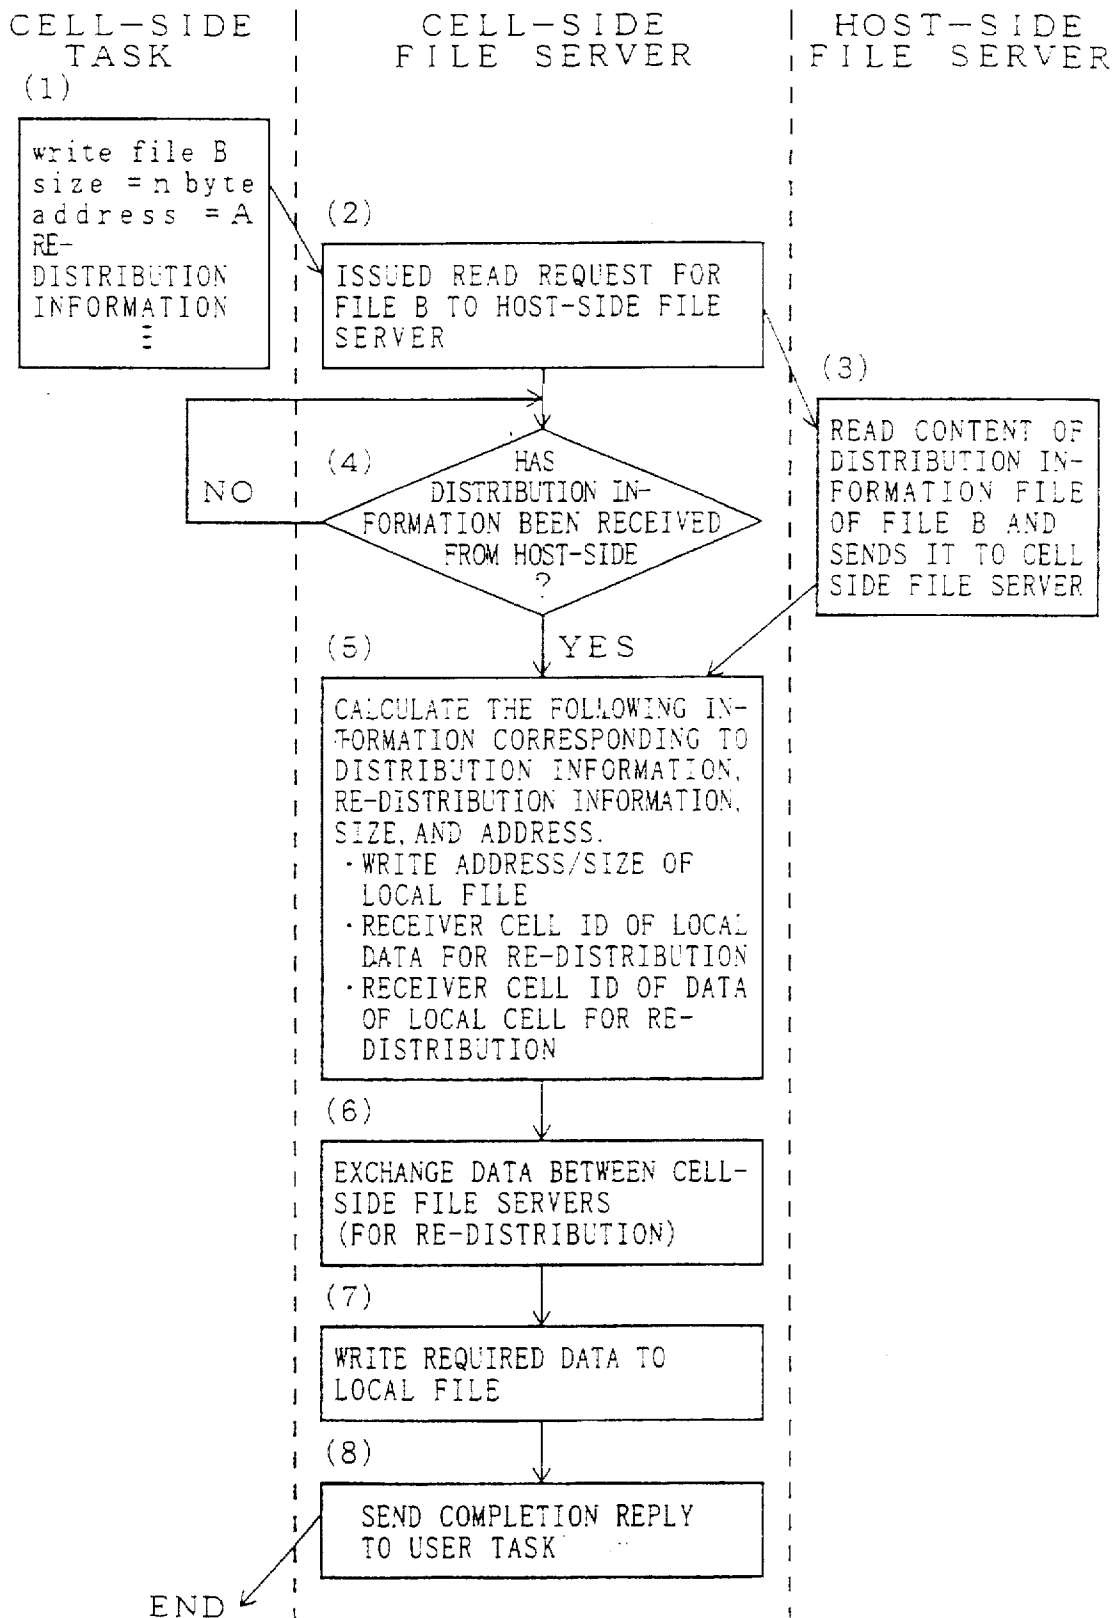 CELL-SIDE
TASK
CELL-SIDE
FILE SERVER
HOST-SIDE
FILE SERVER
(1)
write file B
size = n byte
address = A
RE-
DISTRIBUTION
INFORMATION
⋮
(2)
ISSUED READ REQUEST FOR
FILE B TO HOST-SIDE FILE
SERVER
(3)
READ CONTENT OF
DISTRIBUTION IN-
FORMATION FILE
OF FILE B AND
SENDS IT TO CELL
SIDE FILE SERVER
(4)
HAS
DISTRIBUTION IN-
FORMATION BEEN RECEIVED
FROM HOST-SIDE
?
NO
YES
(5)
CALCULATE THE FOLLOWING IN-
FORMATION CORRESPONDING TO
DISTRIBUTION INFORMATION,
RE-DISTRIBUTION INFORMATION,
SIZE, AND ADDRESS.
· WRITE ADDRESS/SIZE OF
LOCAL FILE
· RECEIVER CELL ID OF LOCAL
DATA FOR RE-DISTRIBUTION
· RECEIVER CELL ID OF DATA
OF LOCAL CELL FOR RE-
DISTRIBUTION
(6)
EXCHANGE DATA BETWEEN CELL-
SIDE FILE SERVERS
(FOR RE-DISTRIBUTION)
(7)
WRITE REQUIRED DATA TO
LOCAL FILE
(8)
SEND COMPLETION REPLY
TO USER TASK
END